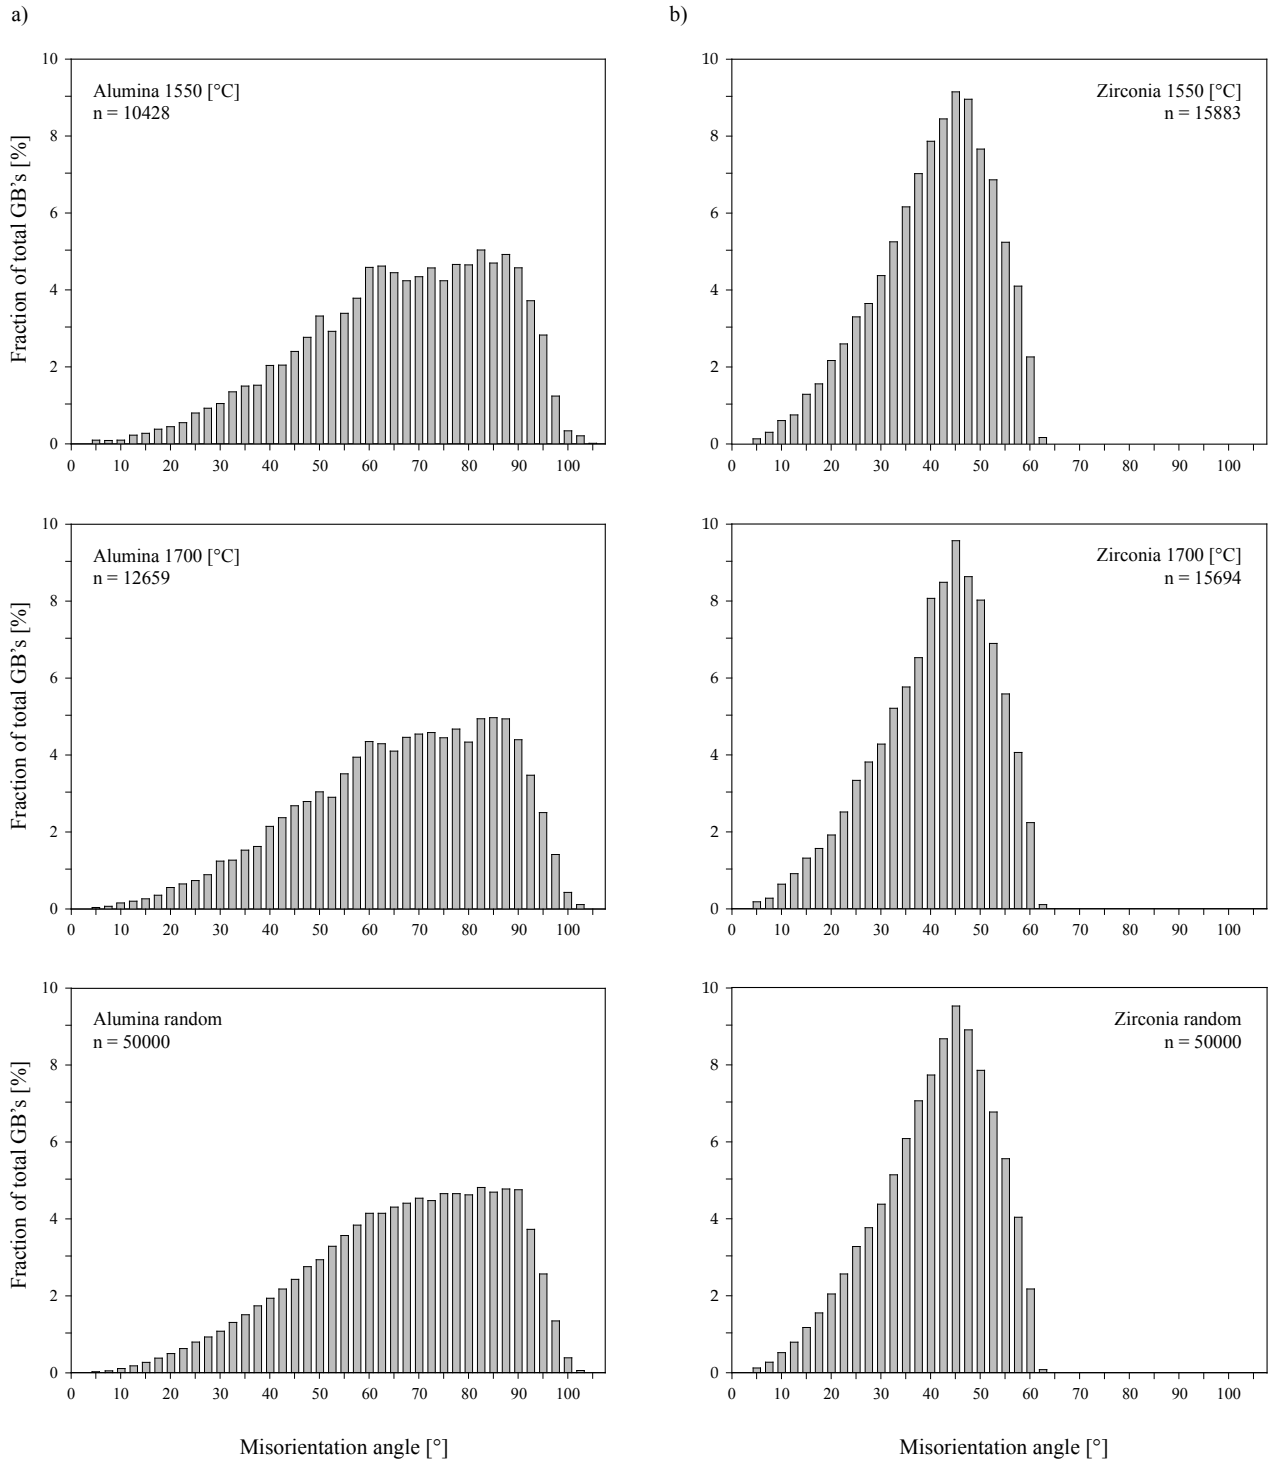 a)
b)
10
8
6
4
2
0
Fraction of total GB's [%]
Alumina 1550 [°C]
n = 10428
0 10 20 30 40 50 60 70 80 90 100
10
8
6
4
2
0
Zirconia 1550 [°C]
n = 15883
0 10 20 30 40 50 60 70 80 90 100
10
8
6
4
2
0
Fraction of total GB's [%]
Alumina 1700 [°C]
n = 12659
0 10 20 30 40 50 60 70 80 90 100
10
8
6
4
2
0
Zirconia 1700 [°C]
n = 15694
0 10 20 30 40 50 60 70 80 90 100
10
8
6
4
2
0
Fraction of total GB's [%]
Alumina random
n = 50000
0 10 20 30 40 50 60 70 80 90 100
Misorientation angle [°]
10
8
6
4
2
0
Zirconia random
n = 50000
0 10 20 30 40 50 60 70 80 90 100
Misorientation angle [°]